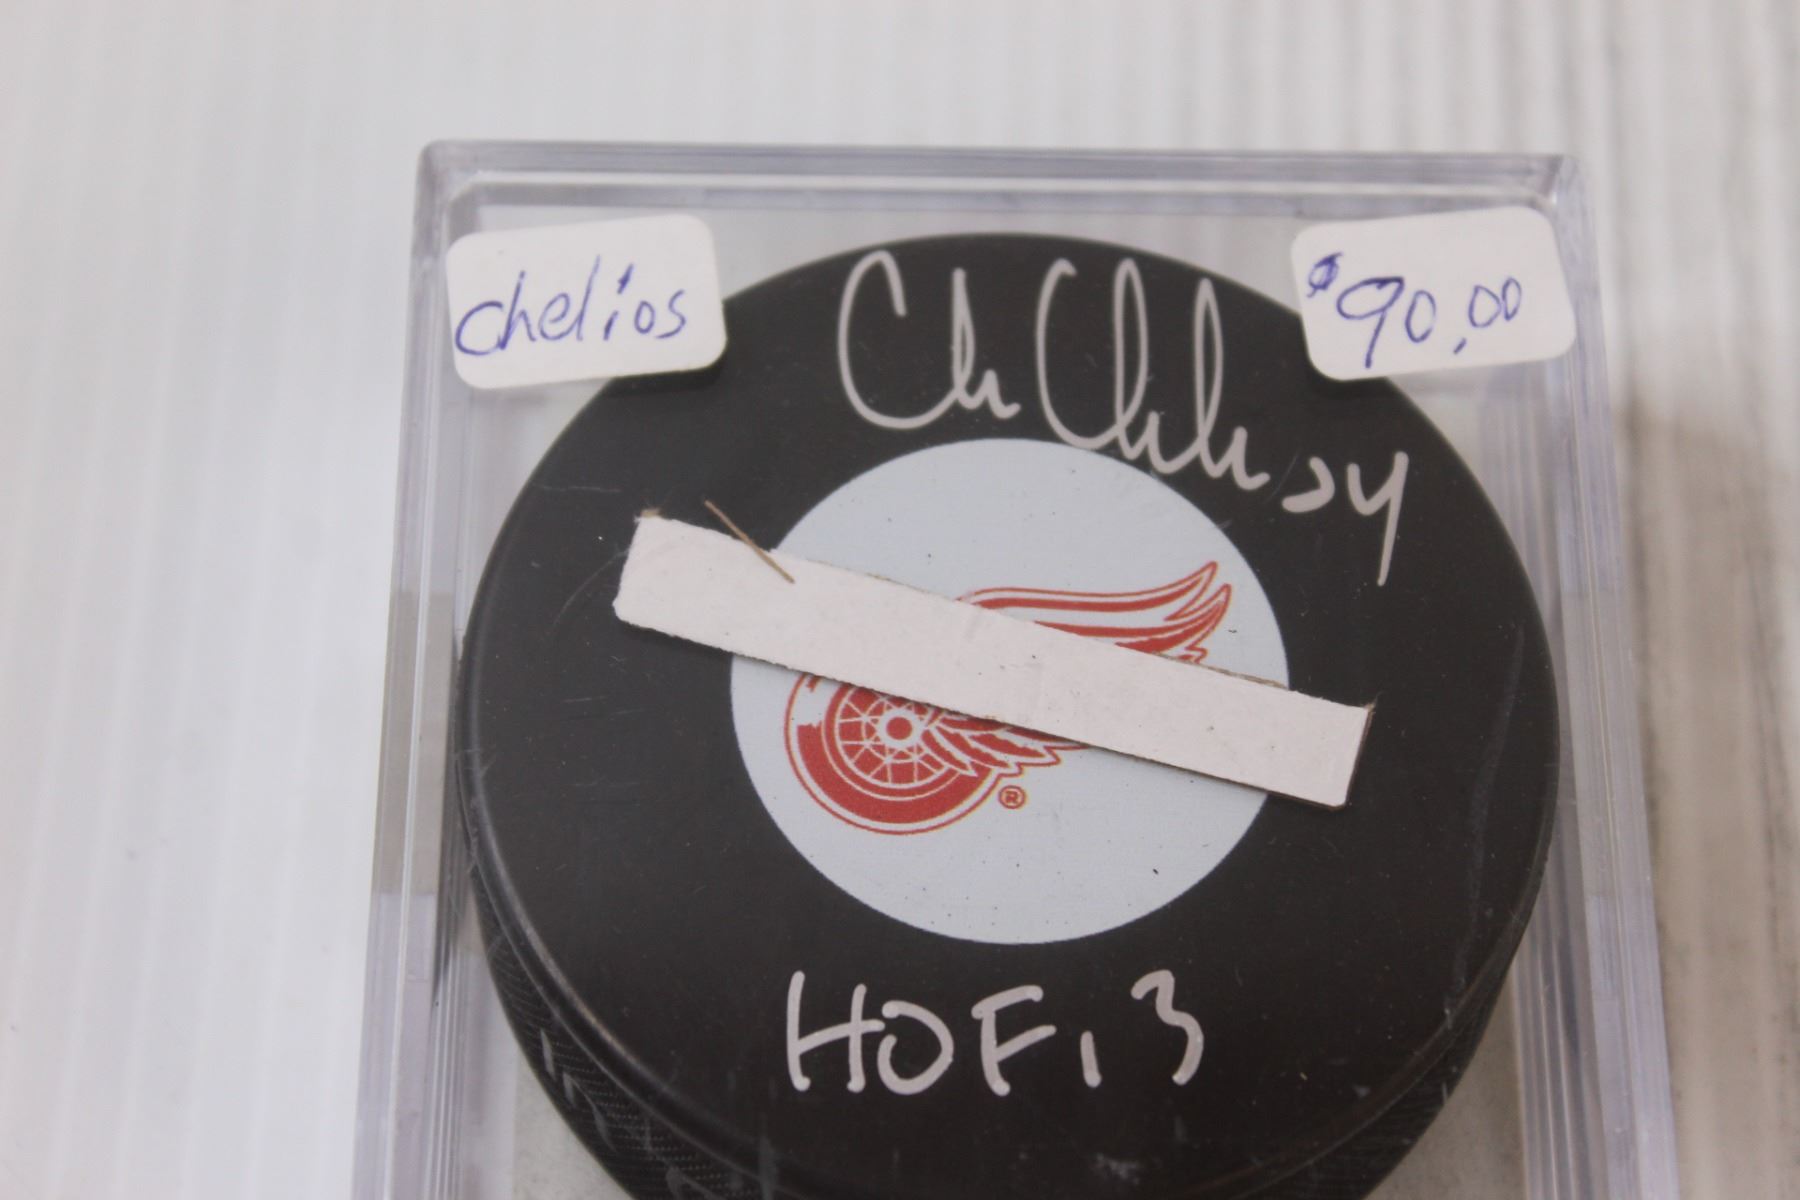 chelios
$90.00
24
®
HOF 13